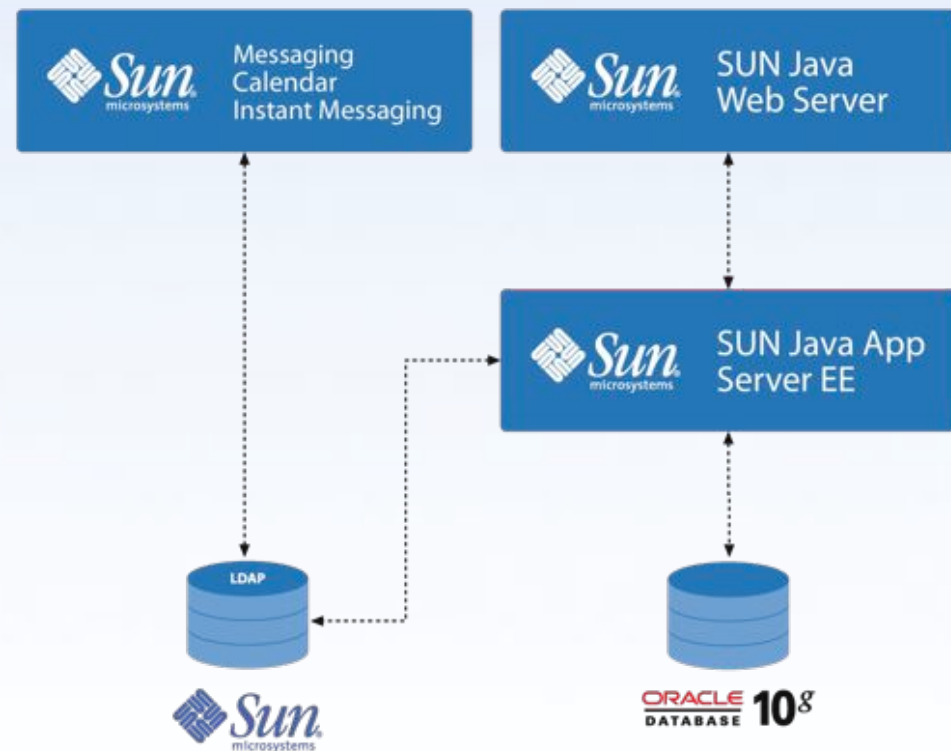 Sun
microsystems
Messaging
Calendar
Instant Messaging
Sun
microsystems
SUN Java
Web Server
Sun
microsystems
SUN Java App
Server EE
LDAP
Sun
microsystems
ORACLE
DATABASE 10g